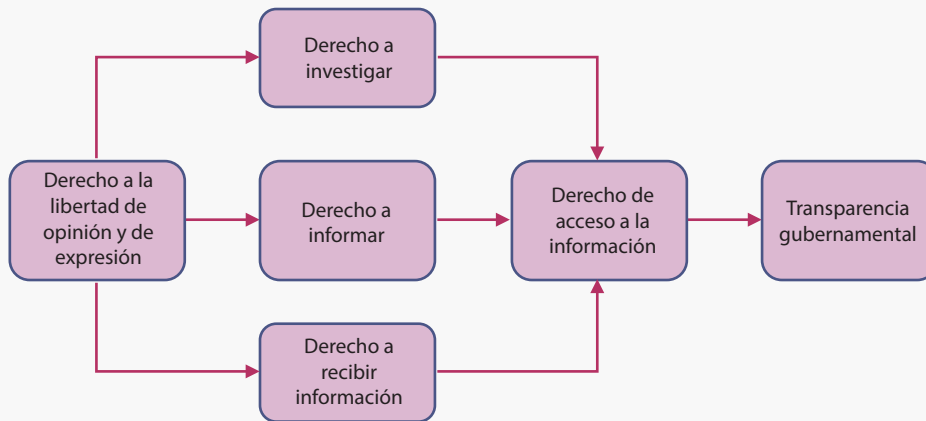 Derecho a
investigar
Derecho a la
libertad de
opinión y de
expresión
Derecho a
informar
Derecho de
acceso a la
información
Transparencia
gubernamental
Derecho a
recibir
información